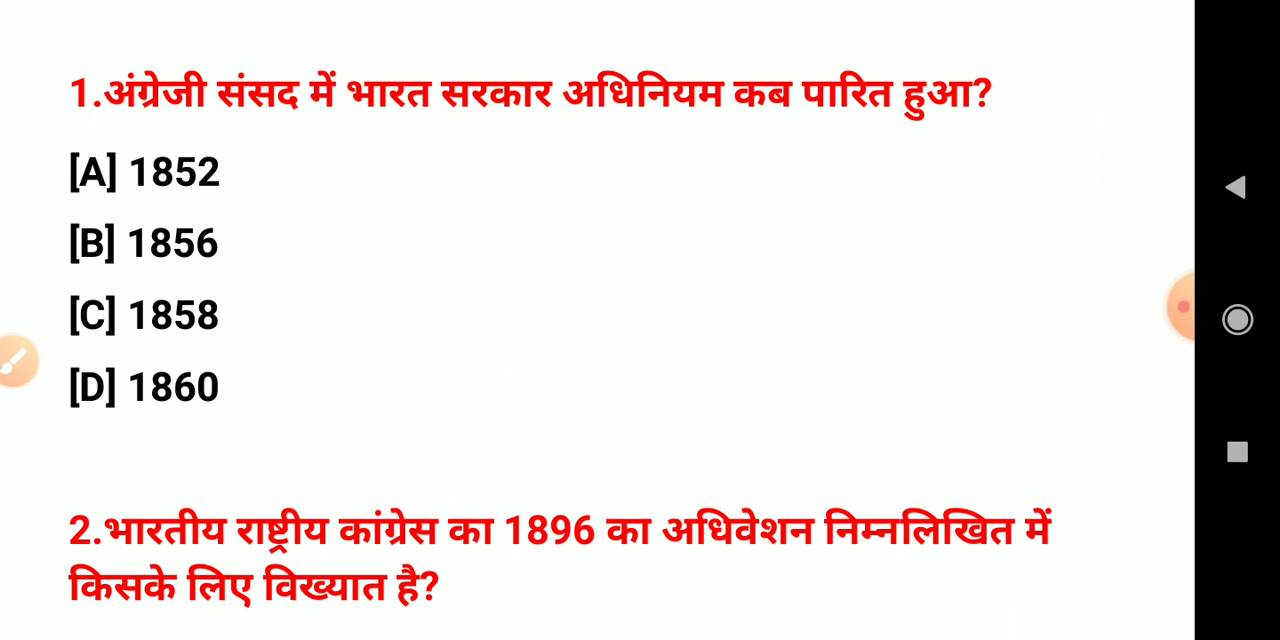 1.अंग्रेजी संसद में भारत सरकार अधिनियम कब पारित हुआ?
[A] 1852
[B] 1856
[C] 1858
[D] 1860
2.भारतीय राष्ट्रीय कांग्रेस का 1896 का अधिवेशन निम्नलिखित में
किसके लिए विख्यात है?